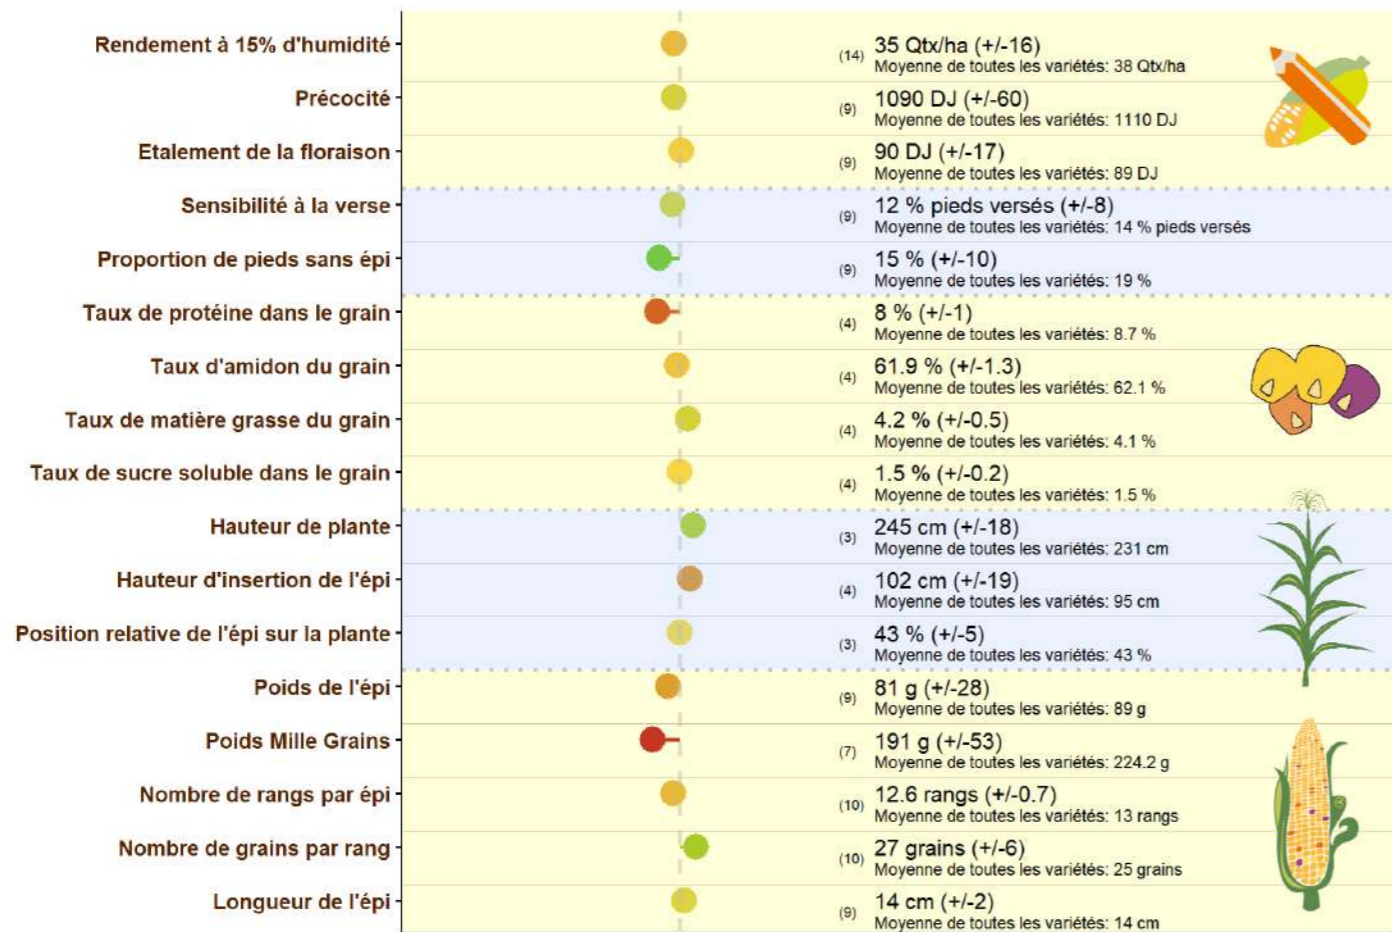 Rendement à 15% d'humidité
(14) 35 Qtx/ha (+/-16)
Moyenne de toutes les variétés: 38 Qtx/ha
Précocité
(9) 1090 DJ (+/-60)
Moyenne de toutes les variétés: 1110 DJ
Etalement de la floraison
(9) 90 DJ (+/-17)
Moyenne de toutes les variétés: 89 DJ
Sensibilité à la verse
(9) 12 % pieds versés (+/-8)
Moyenne de toutes les variétés: 14 % pieds versés
Proportion de pieds sans épi
(9) 15 % (+/-10)
Moyenne de toutes les variétés: 19 %
Taux de protéine dans le grain
(4) 8 % (+/-1)
Moyenne de toutes les variétés: 8.7 %
Taux d'amidon du grain
(4) 61.9 % (+/-1.3)
Moyenne de toutes les variétés: 62.1 %
Taux de matière grasse du grain
(4) 4.2 % (+/-0.5)
Moyenne de toutes les variétés: 4.1 %
Taux de sucre soluble dans le grain
(4) 1.5 % (+/-0.2)
Moyenne de toutes les variétés: 1.5 %
Hauteur de plante
(3) 245 cm (+/-18)
Moyenne de toutes les variétés: 231 cm
Hauteur d'insertion de l'épi
(4) 102 cm (+/-19)
Moyenne de toutes les variétés: 95 cm
Position relative de l'épi sur la plante
(3) 43 % (+/-5)
Moyenne de toutes les variétés: 43 %
Poids de l'épi
(9) 81 g (+/-28)
Moyenne de toutes les variétés: 89 g
Poids Mille Grains
(7) 191 g (+/-53)
Moyenne de toutes les variétés: 224.2 g
Nombre de rangs par épi
(10) 12.6 rangs (+/-0.7)
Moyenne de toutes les variétés: 13 rangs
Nombre de grains par rang
(10) 27 grains (+/-6)
Moyenne de toutes les variétés: 25 grains
Longueur de l'épi
(9) 14 cm (+/-2)
Moyenne de toutes les variétés: 14 cm